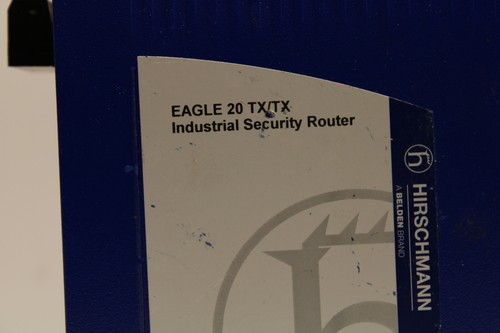 EAGLE 20 TX/TX
Industrial Security Router
HIRSCHMANN
A BELDEN BRAND